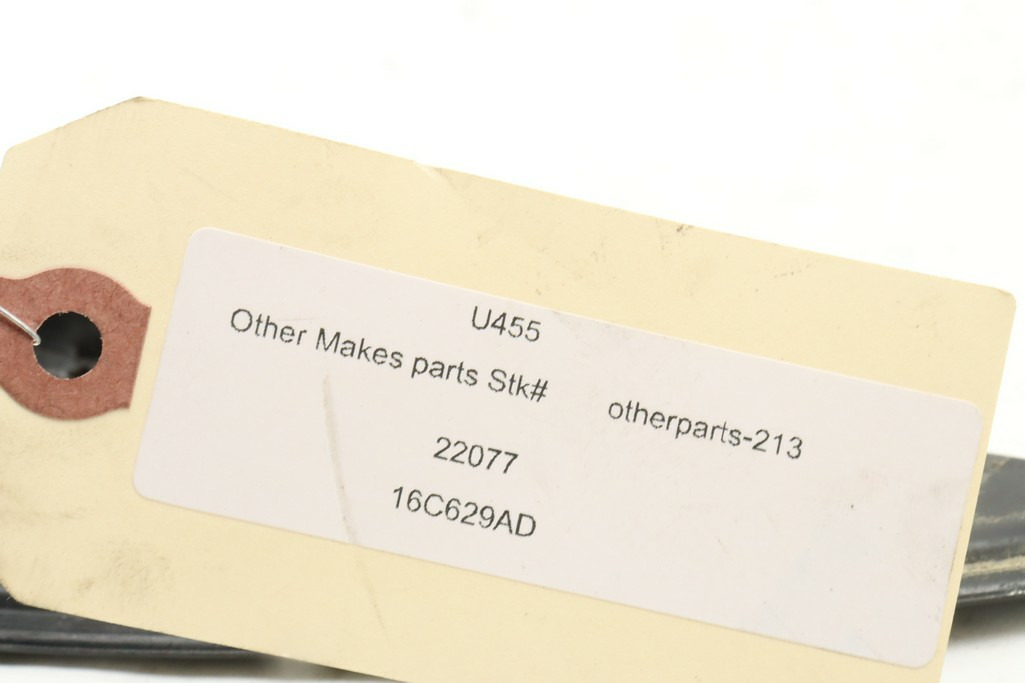 U455
Other Makes parts Stk# otherparts-213
22077
16C629AD